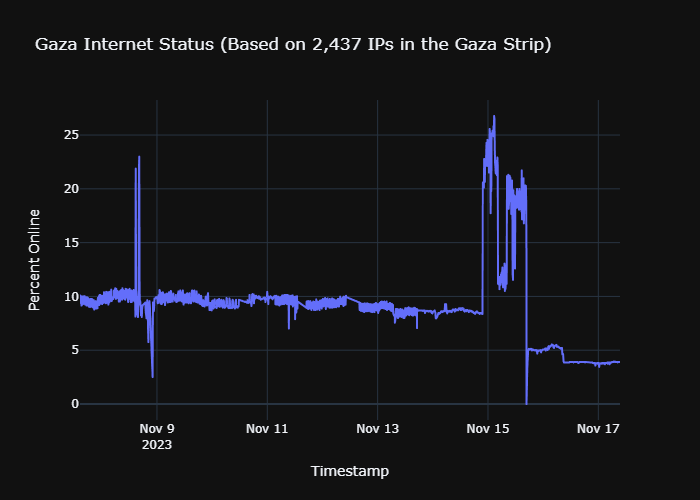 Gaza Internet Status (Based on 2,437 IPs in the Gaza Strip)
Percent Online
25
20
15
10
5
0
Nov 9
2023
Nov 11
Nov 13
Nov 15
Nov 17
Timestamp